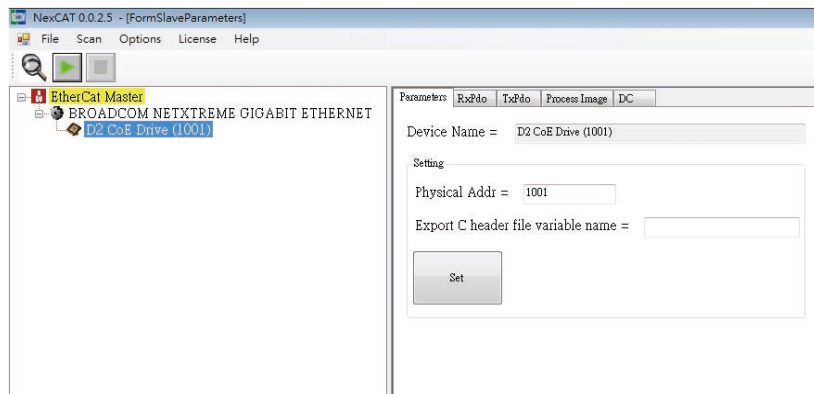 NexCAT 0.0.2.5 - [FormSlaveParameters]
File Scan Options License Help
EtherCat Master
BROADCOM NETXTREME GIGABIT ETHERNET
D2 CoE Drive (1001)
Parameters RxPdo TxPdo Process Image DC
Device Name = D2 CoE Drive (1001)
Setting
Physical Addr = 1001
Export C header file variable name =
Set